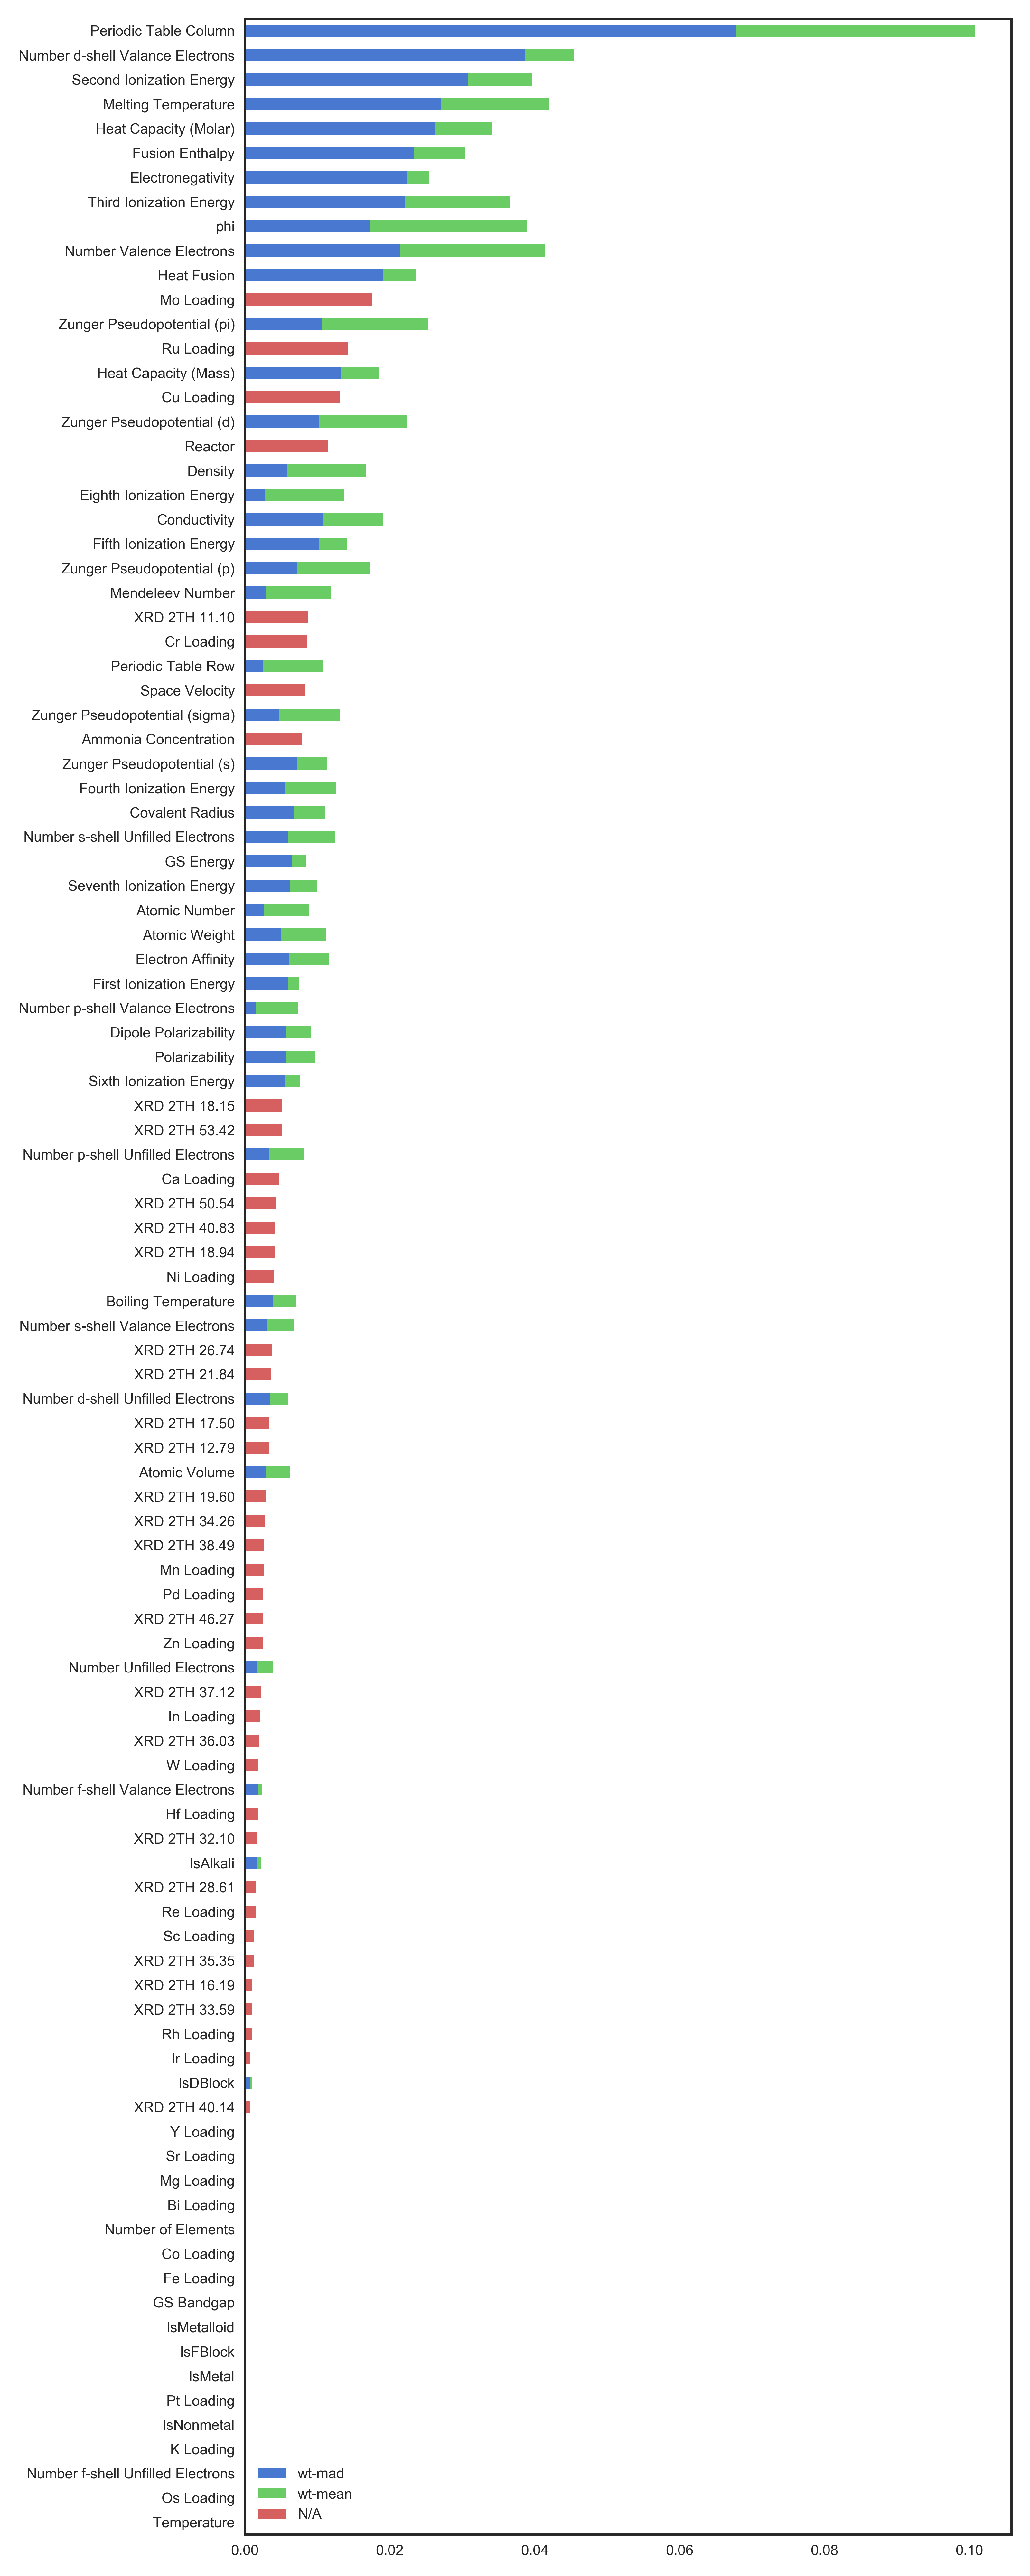 Periodic Table Column
Number d-shell Valance Electrons
Second Ionization Energy
Melting Temperature
Heat Capacity (Molar)
Fusion Enthalpy
Electronegativity
Third Ionization Energy
phi
Number Valence Electrons
Heat Fusion
Mo Loading
Zunger Pseudopotential (pi)
Ru Loading
Heat Capacity (Mass)
Cu Loading
Zunger Pseudopotential (d)
Reactor
Density
Eighth Ionization Energy
Conductivity
Fifth Ionization Energy
Zunger Pseudopotential (p)
Mendeleev Number
XRD 2TH 11.10
Cr Loading
Periodic Table Row
Space Velocity
Zunger Pseudopotential (sigma)
Ammonia Concentration
Zunger Pseudopotential (s)
Fourth Ionization Energy
Covalent Radius
Number s-shell Unfilled Electrons
GS Energy
Seventh Ionization Energy
Atomic Number
Atomic Weight
Electron Affinity
First Ionization Energy
Number p-shell Valance Electrons
Dipole Polarizability
Polarizability
Sixth Ionization Energy
XRD 2TH 18.15
XRD 2TH 53.42
Number p-shell Unfilled Electrons
Ca Loading
XRD 2TH 50.54
XRD 2TH 40.83
XRD 2TH 18.94
Ni Loading
Boiling Temperature
Number s-shell Valance Electrons
XRD 2TH 26.74
XRD 2TH 21.84
Number d-shell Unfilled Electrons
XRD 2TH 17.50
XRD 2TH 12.79
Atomic Volume
XRD 2TH 19.60
XRD 2TH 34.26
XRD 2TH 38.49
Mn Loading
Pd Loading
XRD 2TH 46.27
Zn Loading
Number Unfilled Electrons
XRD 2TH 37.12
In Loading
XRD 2TH 36.03
W Loading
Number f-shell Valance Electrons
Hf Loading
XRD 2TH 32.10
IsAlkali
XRD 2TH 28.61
Re Loading
Sc Loading
XRD 2TH 35.35
XRD 2TH 16.19
XRD 2TH 33.59
Rh Loading
Ir Loading
IsDBlock
XRD 2TH 40.14
Y Loading
Sr Loading
Mg Loading
Bi Loading
Number of Elements
Co Loading
Fe Loading
GS Bandgap
IsMetalloid
IsFBlock
IsMetal
Pt Loading
IsNonmetal
K Loading
Number f-shell Unfilled Electrons
Os Loading
Temperature
wt-mad
wt-mean
N/A
0.00 0.02 0.04 0.06 0.08 0.10